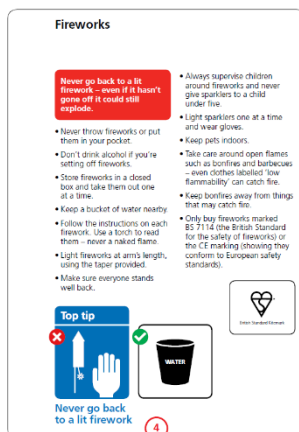 Fireworks
Never go back to a lit
firework – even if it hasn't
gone off it could still
explode.
• Never throw fireworks or put
them in your pocket.
• Don't drink alcohol if you're
setting off fireworks.
• Store fireworks in a closed
box and take them out one
at a time.
• Keep a bucket of water nearby.
• Follow the instructions on each
firework. Use a torch to read
them – never a naked flame.
• Light fireworks at arm's length,
using the taper provided.
• Make sure everyone stands
well back.
• Always supervise children
around fireworks and never
give sparklers to a child
under five.
• Light sparklers one at a time
and wear gloves.
• Keep pets indoors.
• Take care around open flames
such as bonfires and barbecues
– even clothes labelled 'low
flammability' can catch fire.
• Keep bonfires away from things
that may catch fire.
• Only buy fireworks marked
BS 7114 (the British Standard
for the safety of fireworks) or
the CE marking (showing they
conform to European safety
standards).
British Standard Kitemark
Top tip
WATER
Never go back
to a lit firework
4